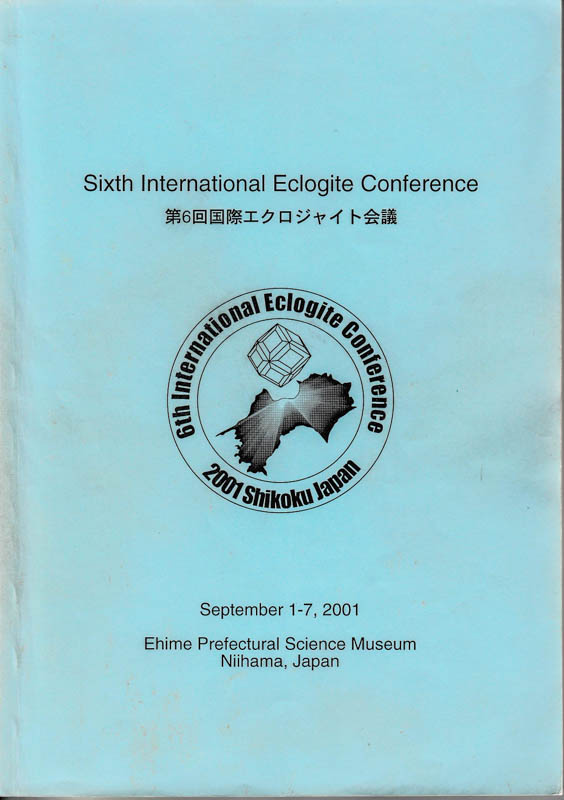 Sixth International Eclogite Conference
第6回国際エクロジャイト会議
6th International Eclogite Conference
2001 Shikoku Japan
September 1-7, 2001
Ehime Prefectural Science Museum
Niihama, Japan